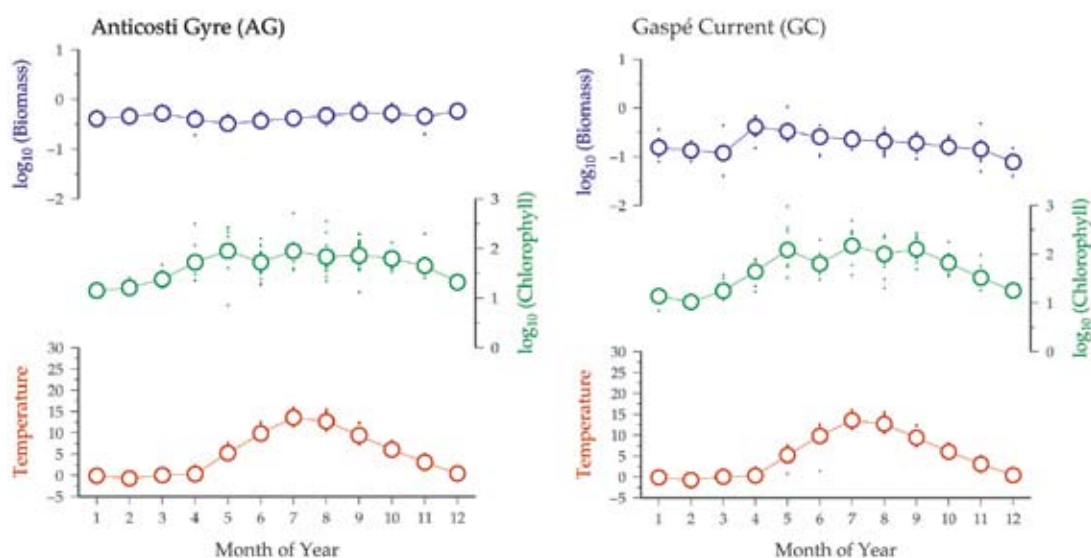 Anticosti Gyre (AG)
log₁₀ (Biomass)
1
0
-1
-2
log₁₀ (Chlorophyll)
3
2
1
0
Temperature
30
25
20
15
10
5
0
-5
1 2 3 4 5 6 7 8 9 10 11 12
Month of Year
Gaspé Current (GC)
log₁₀ (Biomass)
1
0
-1
-2
log₁₀ (Chlorophyll)
3
2
1
0
Temperature
30
25
20
15
10
5
0
-5
1 2 3 4 5 6 7 8 9 10 11 12
Month of Year